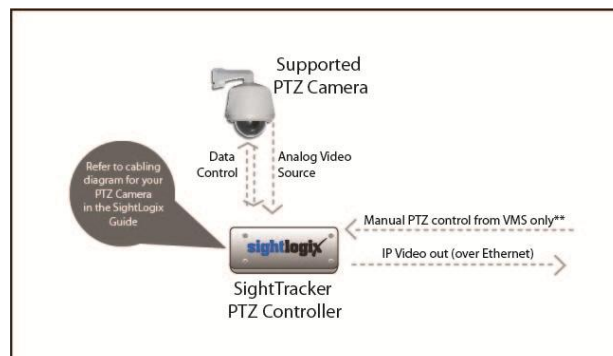 Supported
PTZ Camera
Data
Control
Analog Video
Source
Refer to cabling
diagram for your
PTZ Camera
in the SightLogix
Guide
Manual PTZ control from VMS only**
sightlogix
IP Video out (over Ethernet)
SightTracker
PTZ Controller